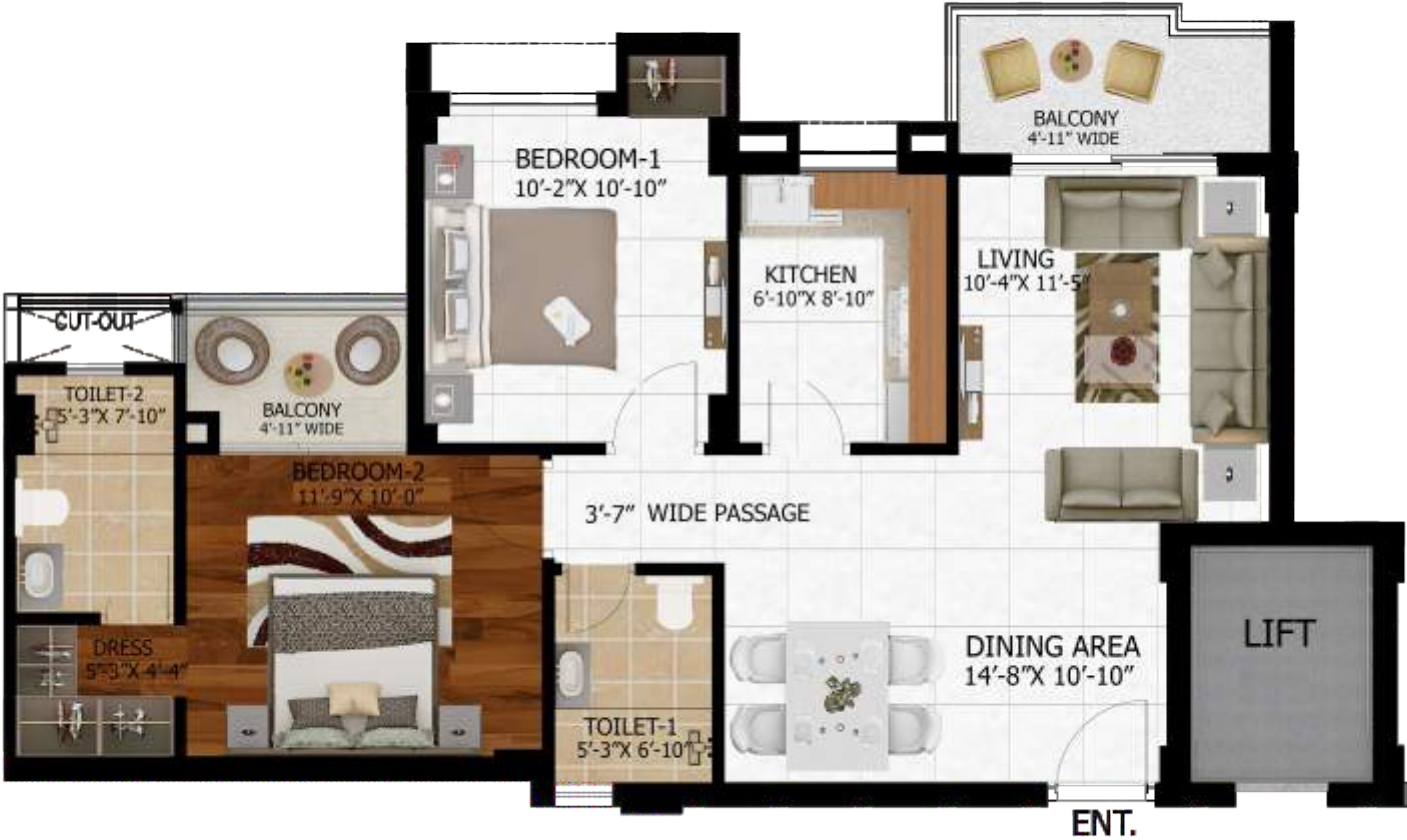 BALCONY
4'-11" WIDE
BEDROOM-1
10'-2"X 10'-10"
KITCHEN
6'-10"X 8'-10"
LIVING
10'-4"X 11'-5"
CUT-OUT
TOILET-2
5'-3"X 7'-10"
BALCONY
4'-11" WIDE
BEDROOM-2
11'-9"X 10'-0"
3'-7" WIDE PASSAGE
DRESS
5'-3"X 4'-4"
TOILET-1
5'-3"X 6'-10"
DINING AREA
14'-8"X 10'-10"
LIFT
ENT.